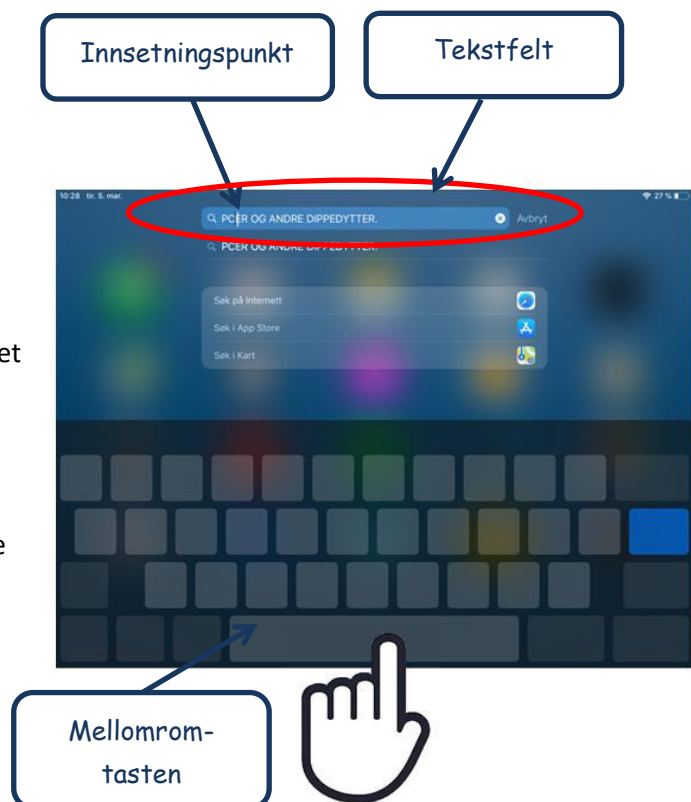 Innsetningspunkt
Tekstfelt
10:28 tir. 5. mar.
27 %
PCER OG ANDRE DIPPEDYTTER.
Avbryt
PCER OG ANDRE DIPPEDYTTER.
Søk på Internett
Søk i App Store
Søk i Kart
et
e
Mellomrom-
tasten